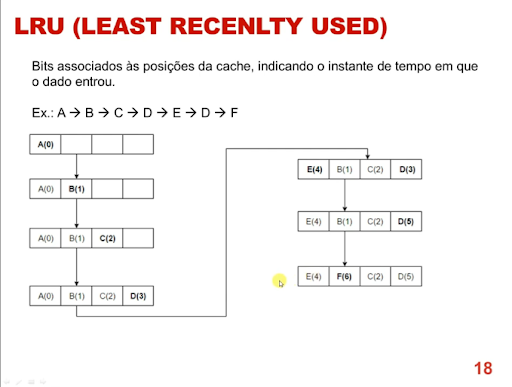 LRU (LEAST RECENLTY USED)
Bits associados às posições da cache, indicando o instante de tempo em que
o dado entrou.
Ex.: A → B → C → D → E → D → F
A(0)
A(0) B(1)
A(0) B(1) C(2)
A(0) B(1) C(2) D(3)
E(4) B(1) C(2) D(3)
E(4) B(1) C(2) D(5)
E(4) F(6) C(2) D(5)
18